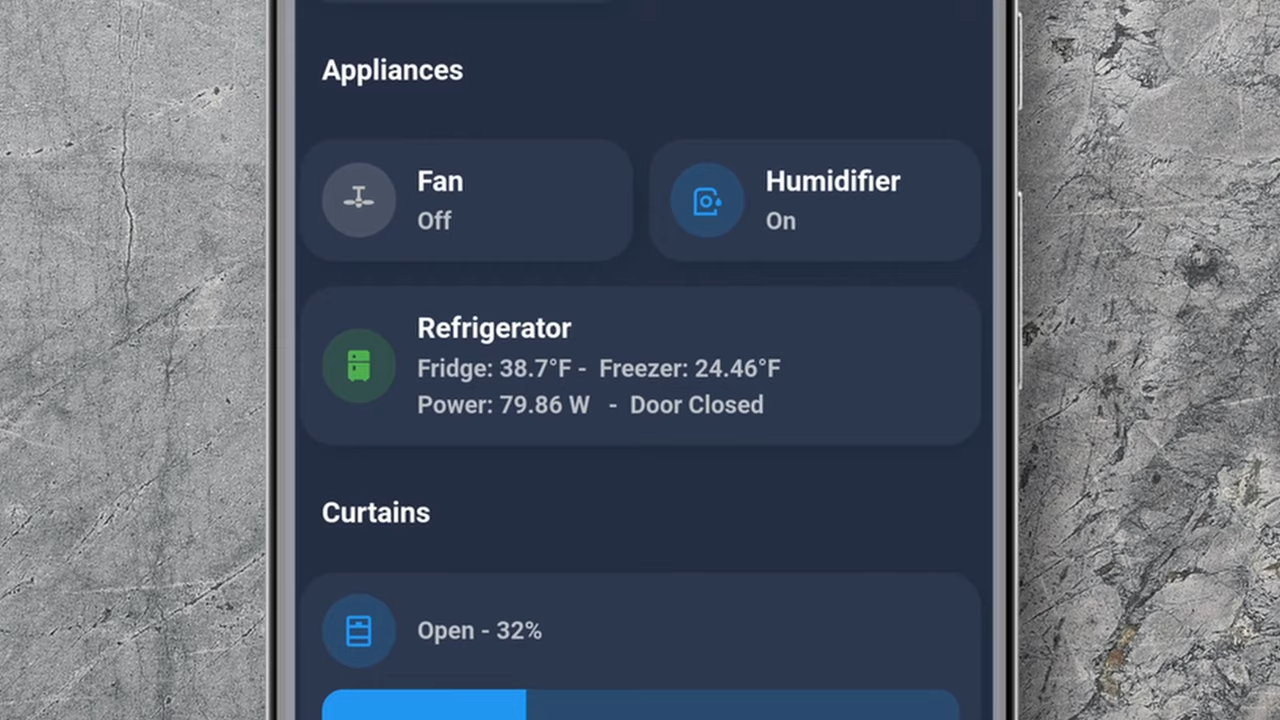 Appliances
Fan
Off
Humidifier
On
Refrigerator
Fridge: 38.7°F - Freezer: 24.46°F
Power: 79.86 W - Door Closed
Curtains
Open - 32%